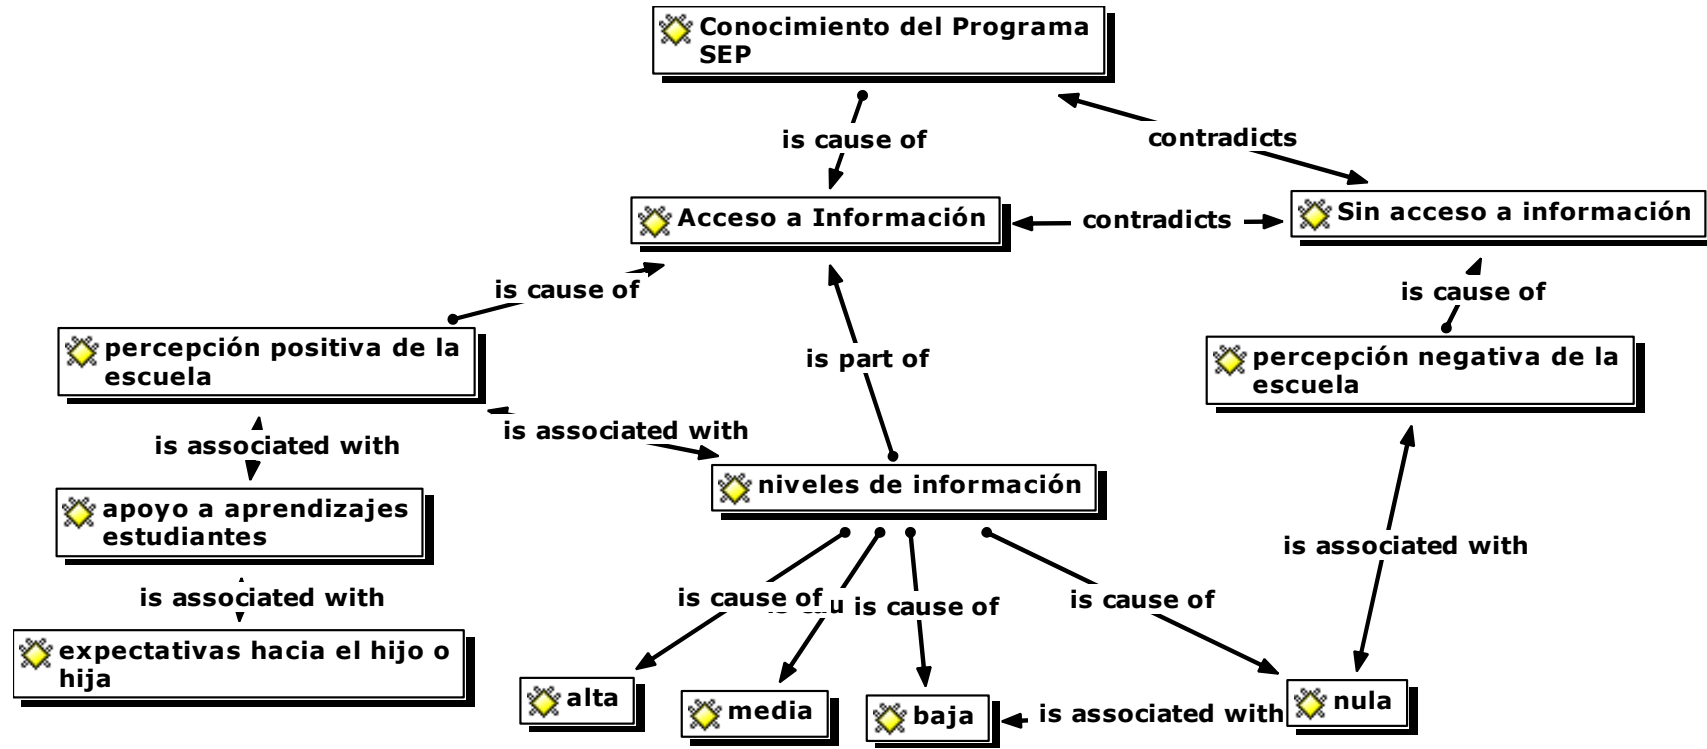 Conocimiento del Programa
SEP
is cause of
contradicts
Acceso a Información
contradicts
Sin acceso a información
is cause of
is cause of
percepción positiva de la
escuela
is part of
percepción negativa de la
escuela
is associated with
is associated with
niveles de información
apoyo a aprendizajes
estudiantes
is associated with
is associated with
is cause of
is cause of
is cause of
expectativas hacia el hijo o
hija
alta
media
baja
is associated with
nula